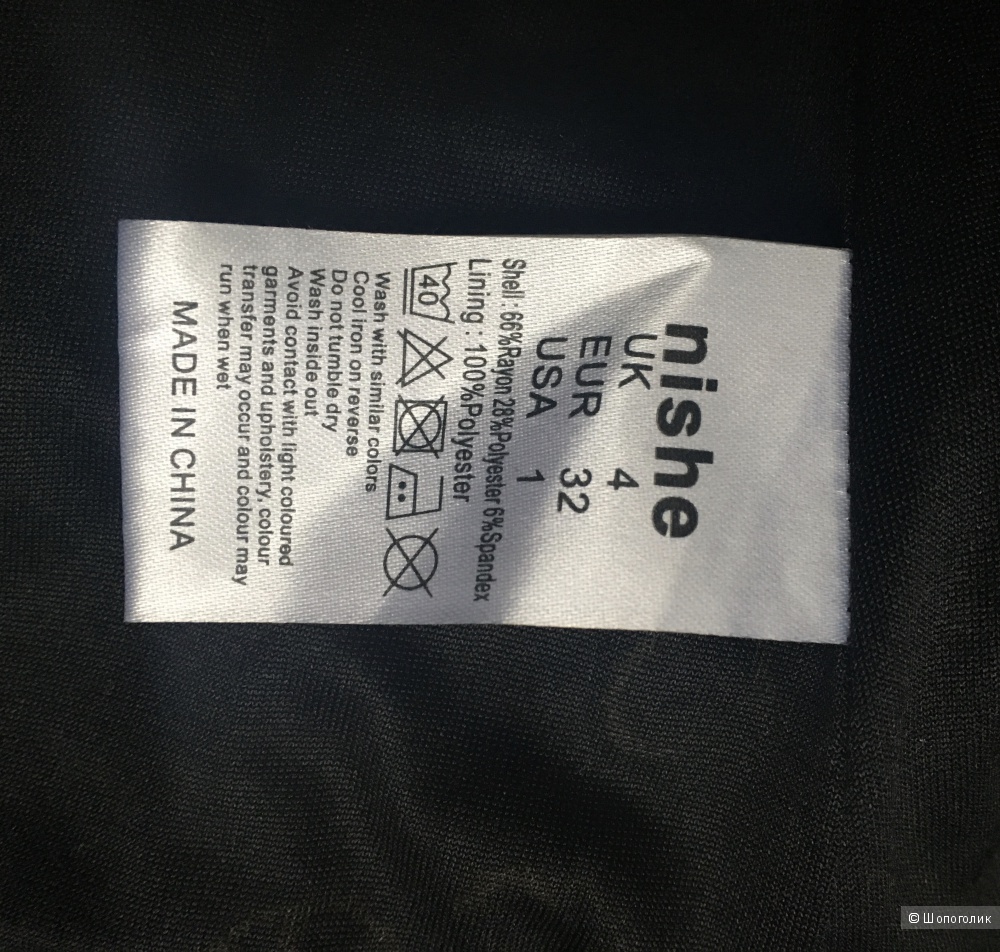 nishe
UK 4
EUR 32
USA 1
Shell : 66%Rayon 28%Polyester 6%Spandex
Lining : 100%Polyester
40
Wash with similar colors
Cool iron on reverse
Do not tumble dry
Wash inside out
Avoid contact with light coloured
garments and upholstery, colour
transfer may occur and colour may
run when wet
MADE IN CHINA
© Шопоголик